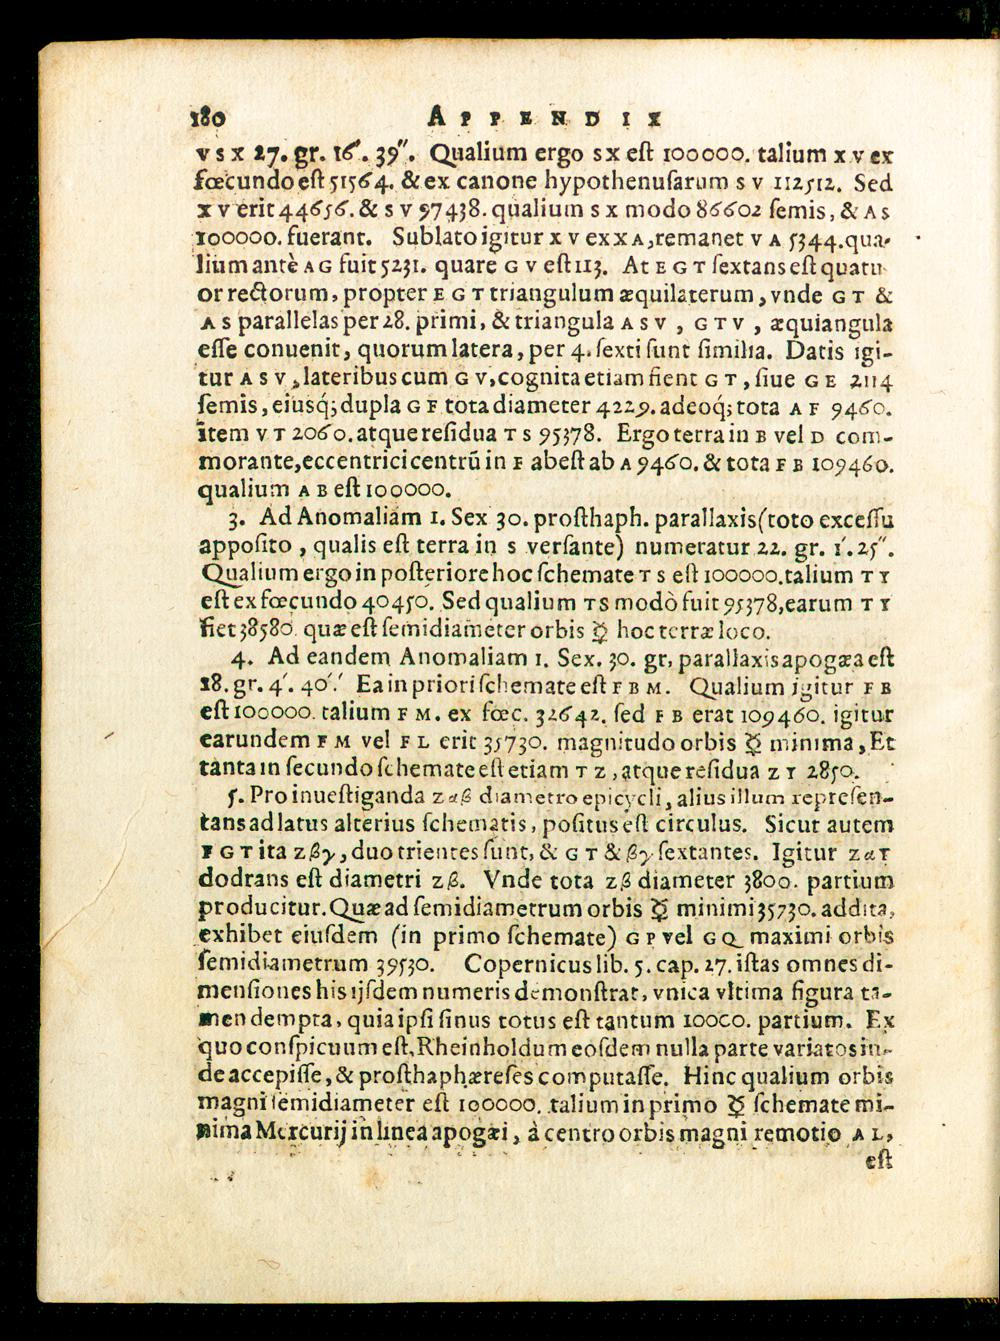 180 APPENDIX
V S X 27. gr. 16′. 39″. Qualium ergo S X eſt 100000. talium X V ex
fœcundo eſt 51564. & ex canone hypothenuſarum S V 112512. Sed
X V erit 44656. & S V 97438. qualium S X modo 86602 ſemis, & A S
100000. fuerant. Sublato igitur X V ex X A, remanet V A 5344. qua-
lium antè A G fuit 5231. quare G V eſt 113. At E G T ſextans eſt quatu
or rectorum, propter E G T triangulum æquilaterum, vnde G T &
A S parallelas per 28. primi, & triangula A S V, G T V, æquiangula
eſſe conuenit, quorum latera, per 4. ſexti ſunt ſimilia. Datis igi-
tur A S V, lateribus cum G V, cognita etiam fient G T, ſiue G E 2114
ſemis, eiusq́; dupla G F tota diameter 4229. adeoq́; tota A F 9460.
item V T 2060. atque reſidua T S 95378. Ergo terra in B vel D com-
morante, eccentrici centrū in F abeſt ab A 9460. & tota F B 109460.
qualium A B eſt 100000.
3. Ad Anomaliam 1. Sex 30. proſthaph. parallaxis (toto exceſſu
appoſito, qualis eſt terra in S verſante) numeratur 22. gr. 1′. 25″.
Qualium ergo in poſteriore hoc ſchemate T S eſt 100000. talium T Y
eſt ex fœcundo 40450. Sed qualium T S modò fuit 95378, earum T Y
fiet 38580. quæ eſt ſemidiameter orbis ☿ hoc terræ loco.
4. Ad eandem Anomaliam 1. Sex. 30. gr, parallaxis apogæa eſt
18. gr. 4′. 40″. Ea in priori ſchemate eſt F B M. Qualium igitur F B
eſt 100000. talium F M. ex fœc. 32642. ſed F B erat 109460. igitur
earundem F M vel F L erit 35730. magnitudo orbis ☿ minima, Et
tanta in ſecundo ſchemate eſt etiam T Z, atque reſidua Z Y 2850.
5. Pro inueſtiganda Z α β diametro epicycli, alius illum repreſen-
tans ad latus alterius ſchematis, poſitus eſt circulus. Sicut autem
F G T ita Z β γ, duo trientes ſunt, & G T & β γ ſextantes. Igitur Z α Y
dodrans eſt diametri Z β. Vnde tota Z β diameter 3800. partium
producitur. Quæ ad ſemidiametrum orbis ☿ minimi 35730. addita,
exhibet eiuſdem (in primo ſchemate) G P vel G Q maximi orbis
ſemidiametrum 39530. Copernicus lib. 5. cap. 27. iſtas omnes di-
menſiones his ijſdem numeris demonſtrat, vnica vltima figura ta-
men dempta, quia ipſi ſinus totus eſt tantum 10000. partium. Ex
quo conſpicuum eſt, Rheinholdum eoſdem nulla parte variatos in-
de accepiſſe, & proſthaphæreſes computaſſe. Hinc qualium orbis
magni ſemidiameter eſt 100000. talium in primo ☿ ſchemate mi-
nima Mercurij in linea apogæi, à centro orbis magni remotio A L,
eſt